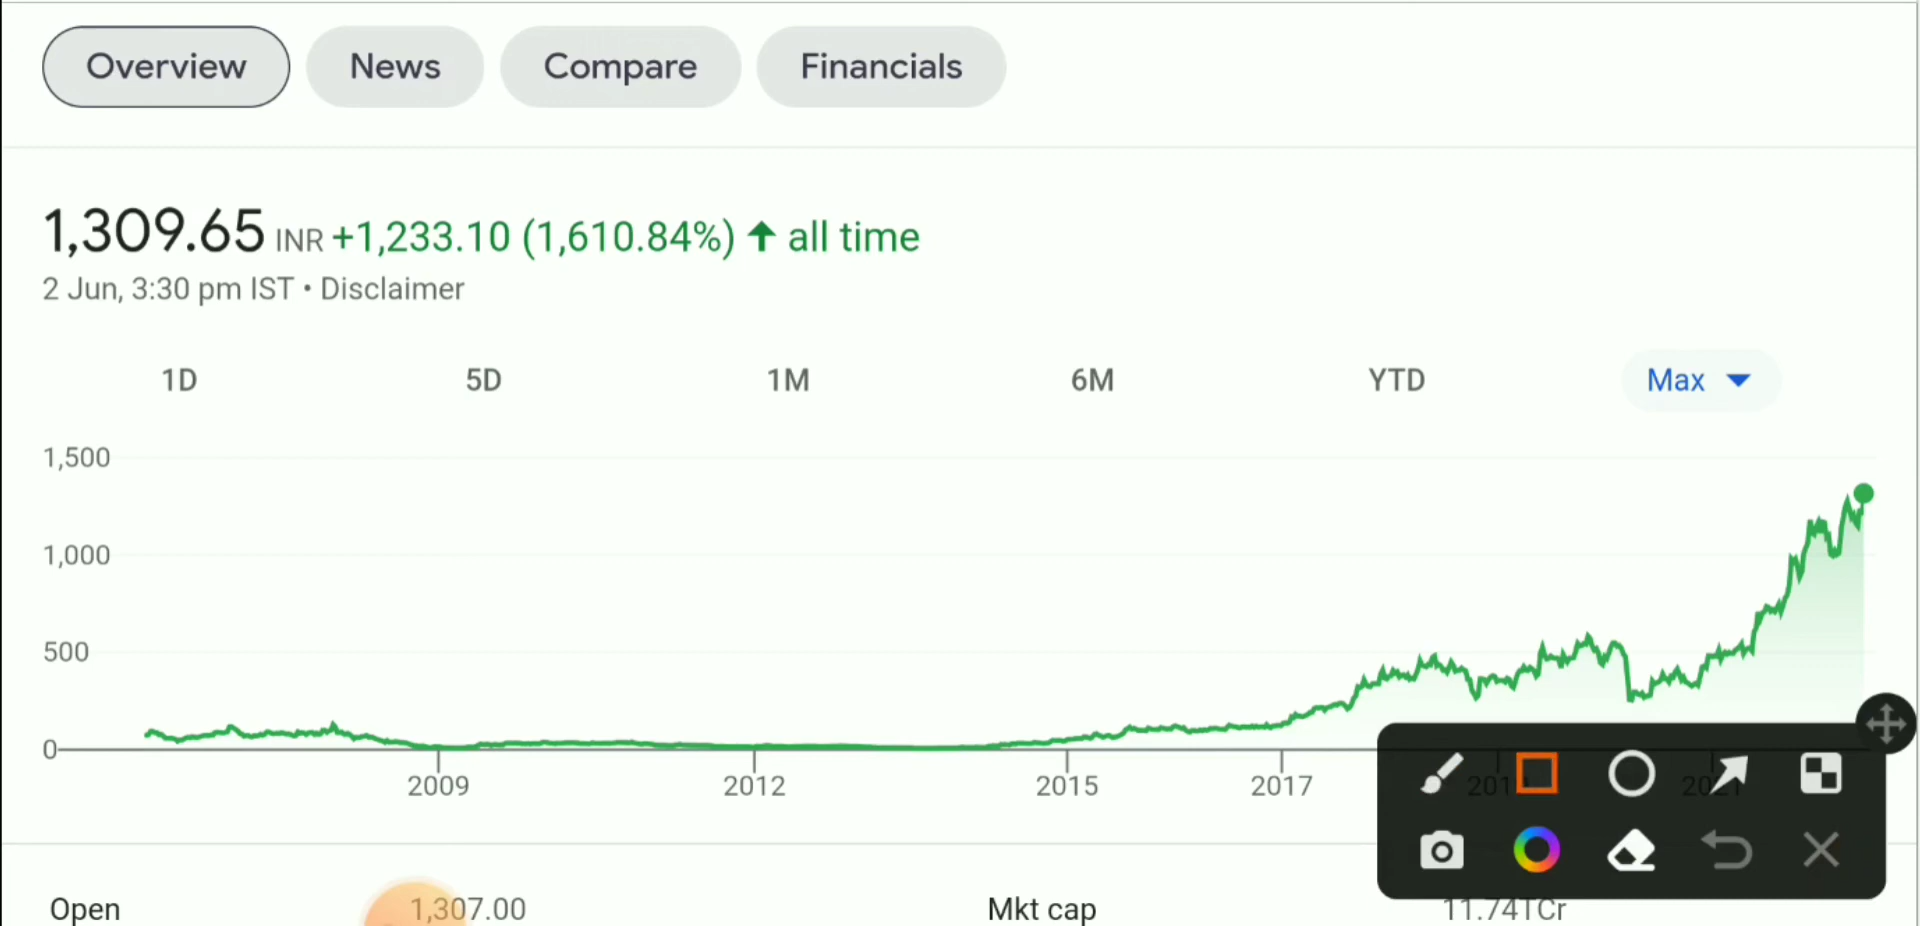 Overview News Compare Financials
1,309.65 INR +1,233.10 (1,610.84%) ↑ all time
2 Jun, 3:30 pm IST • Disclaimer
1D 5D 1M 6M YTD Max
1,500
1,000
500
0
2009 2012 2015 2017
Open 1,307.00 Mkt cap 11.74TCr